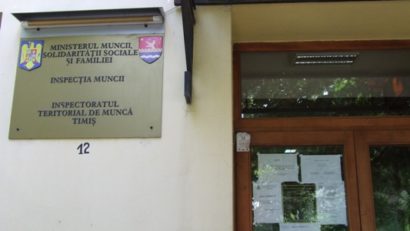 MINISTERUL MUNCII,
SOLIDARITĂȚII SOCIALE
ȘI FAMILIEI
INSPECȚIA MUNCII
INSPECTORATUL
TERITORIAL DE MUNCĂ
TIMIȘ
12